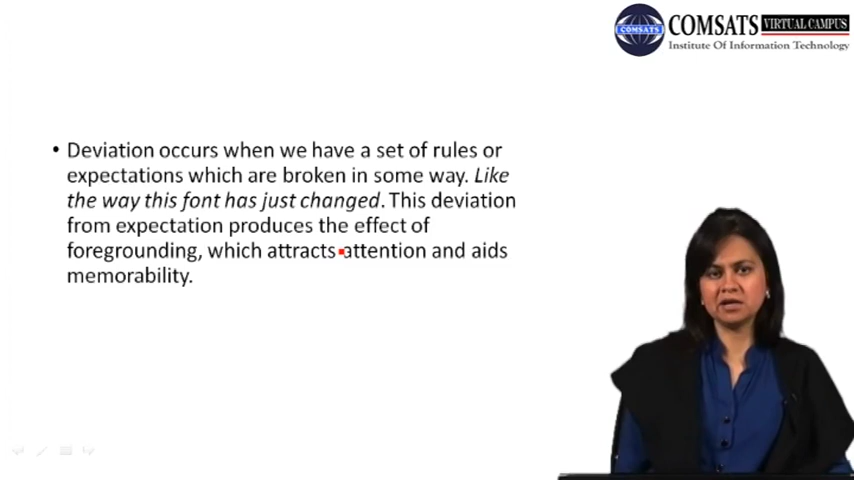 COMSATS VIRTUAL CAMPUS
COMSATS
Institute Of Information Technology
• Deviation occurs when we have a set of rules or
expectations which are broken in some way. Like
the way this font has just changed. This deviation
from expectation produces the effect of
foregrounding, which attracts attention and aids
memorability.